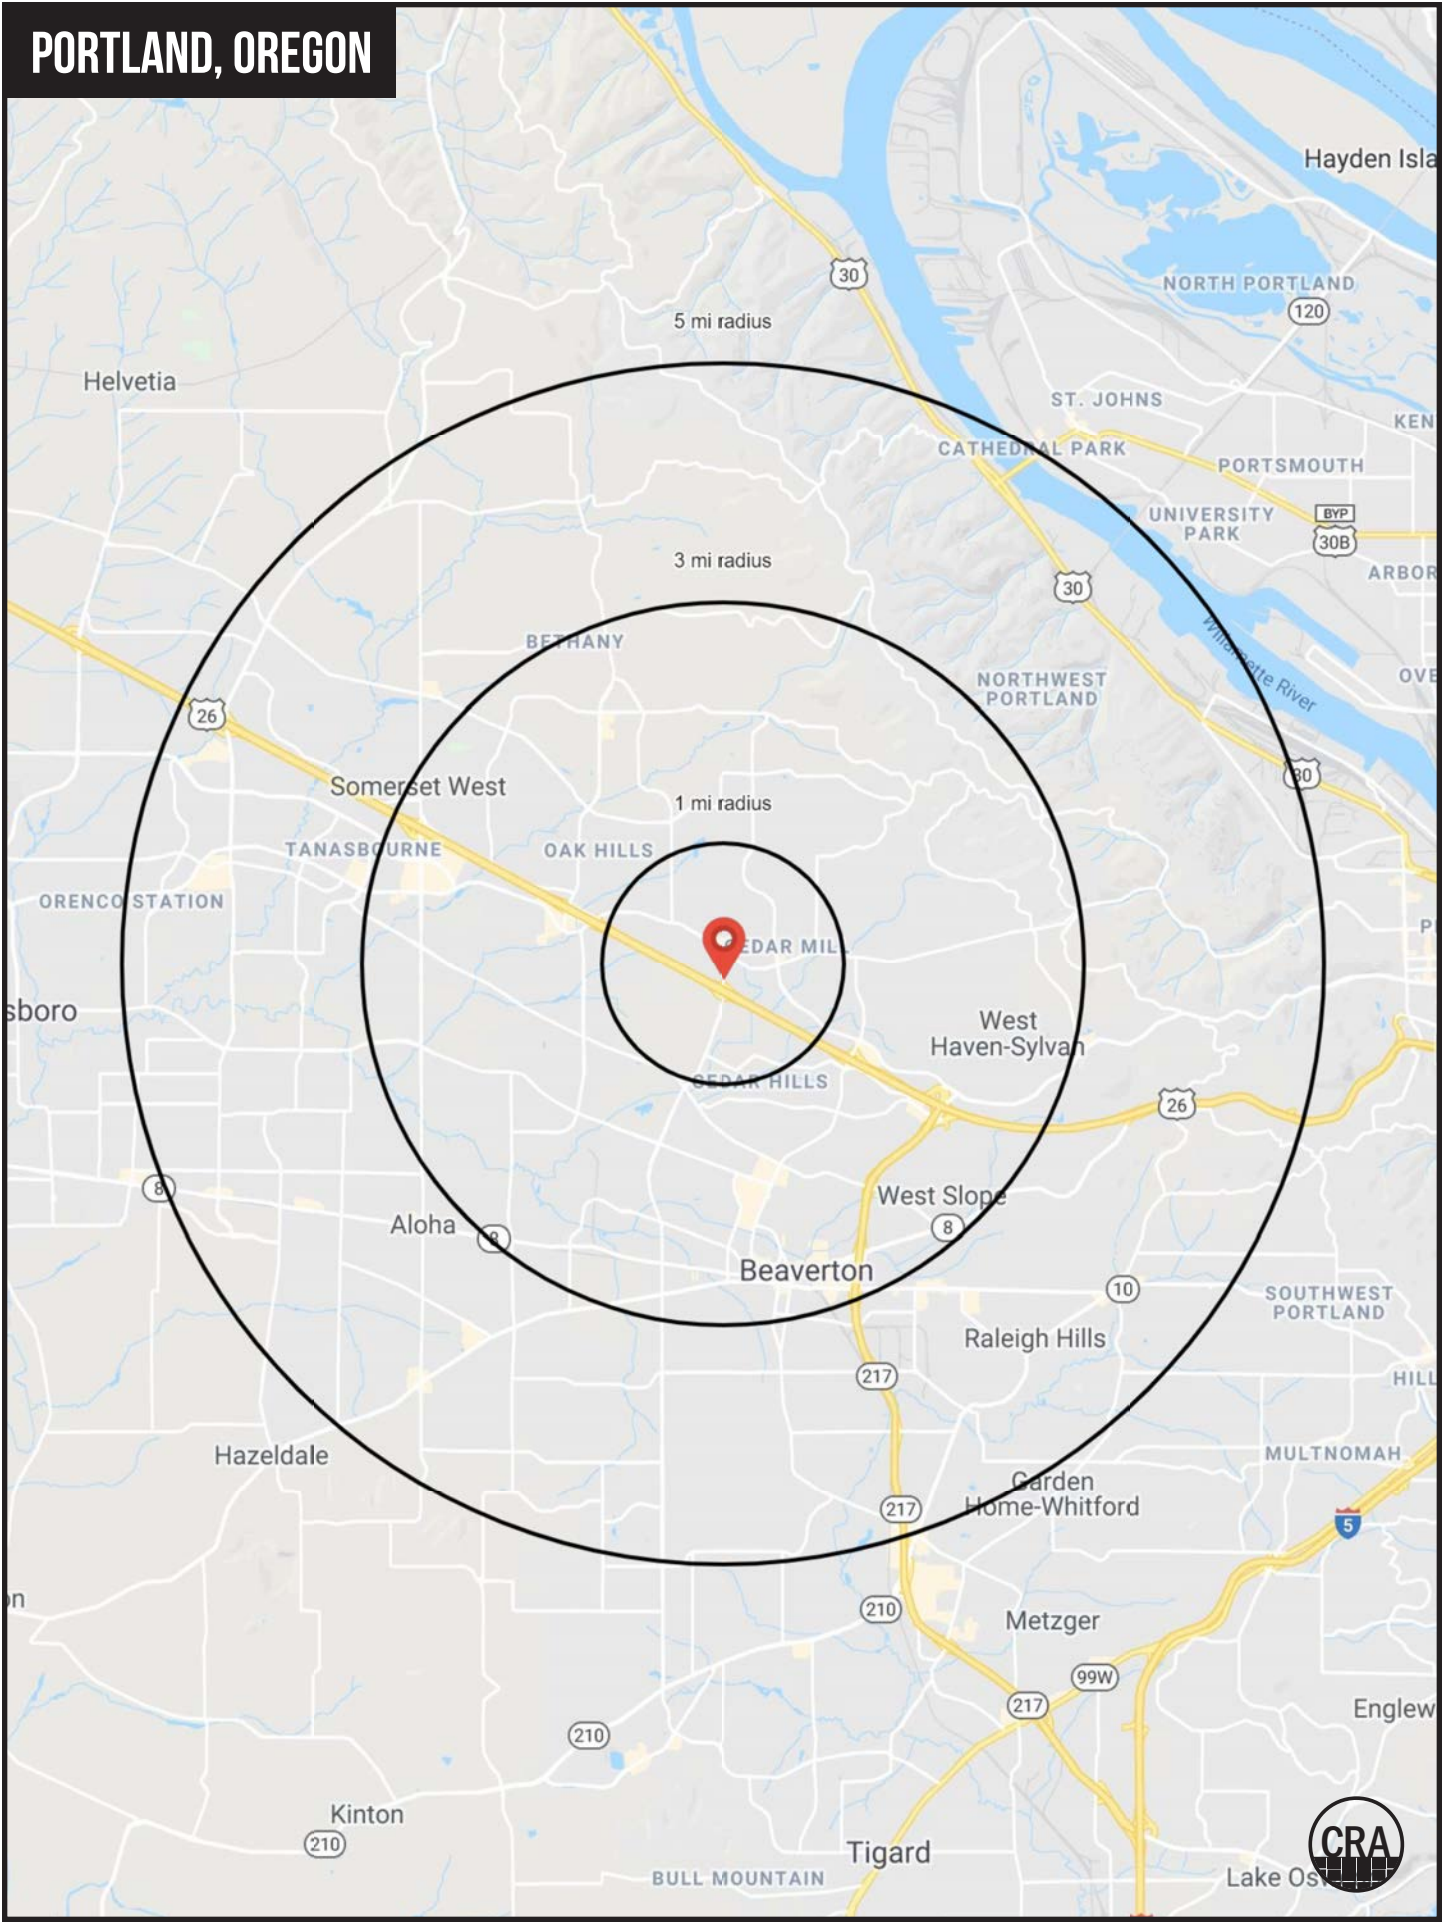 PORTLAND, OREGON
Hayden Isla
30
NORTH PORTLAND
120
5 mi radius
Helvetia
ST. JOHNS
KEN
CATHEDRAL PARK
PORTSMOUTH
UNIVERSITY
PARK
BYP
30B
3 mi radius
ARBOR
30
BETHANY
Willamette River
NORTHWEST
PORTLAND
OVE
26
30
Somerset West
1 mi radius
TANASBOURNE
OAK HILLS
ORENCO STATION
P
CEDAR MILL
sboro
West
Haven-Sylvan
CEDAR HILLS
26
8
West Slope
Aloha
8
8
Beaverton
10
SOUTHWEST
PORTLAND
Raleigh Hills
217
HILL
Hazeldale
MULTNOMAH
Garden
Home-Whitford
217
5
on
210
Metzger
99W
217
Englew
210
Kinton
210
CRA
Tigard
BULL MOUNTAIN
Lake Os